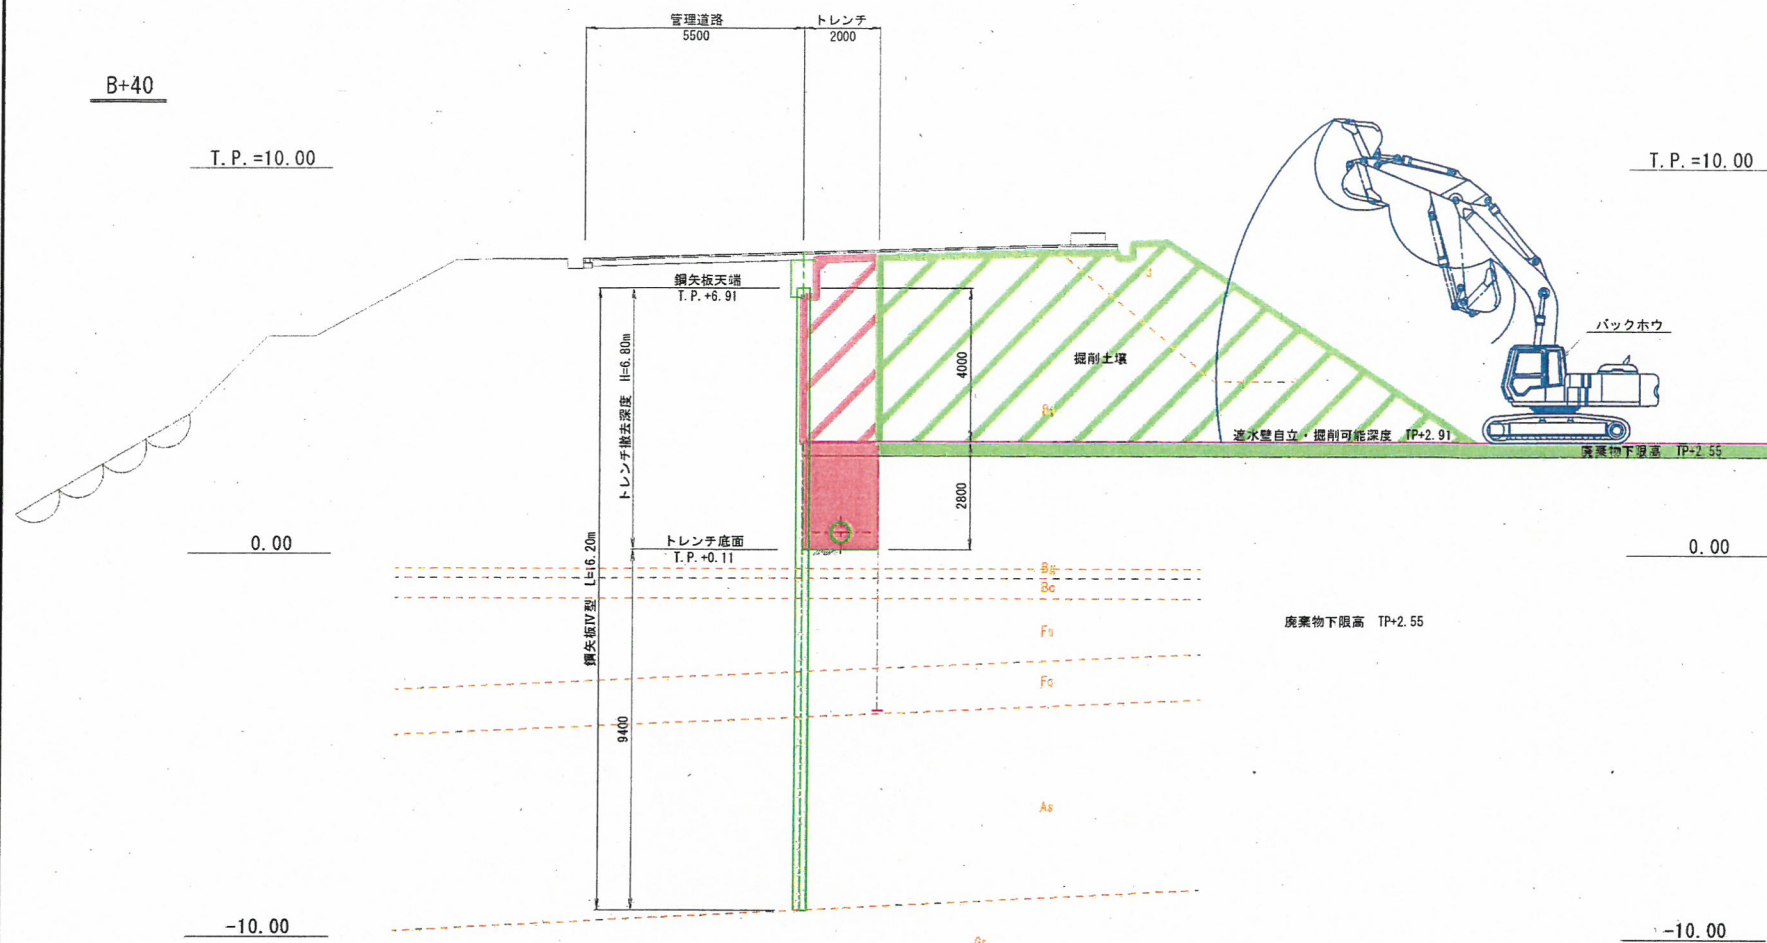 管理道路
5500
トレンチ
2000
B+40
T.P.=10.00
T.P.=10.00
鋼矢板天端
T.P.+6.91
バックホウ
掘削土壌
4000
トレンチ撤去深度 H=6.80m
遮水壁自立・掘削可能深度 TP+2.91
廃棄物下限高 TP+2.55
2800
0.00
トレンチ底面
T.P.+0.11
0.00
鋼矢板Ⅳ型 L=16.20m
Bs
Bc
廃棄物下限高 TP+2.55
Fc
9400
As
-10.00
-10.00